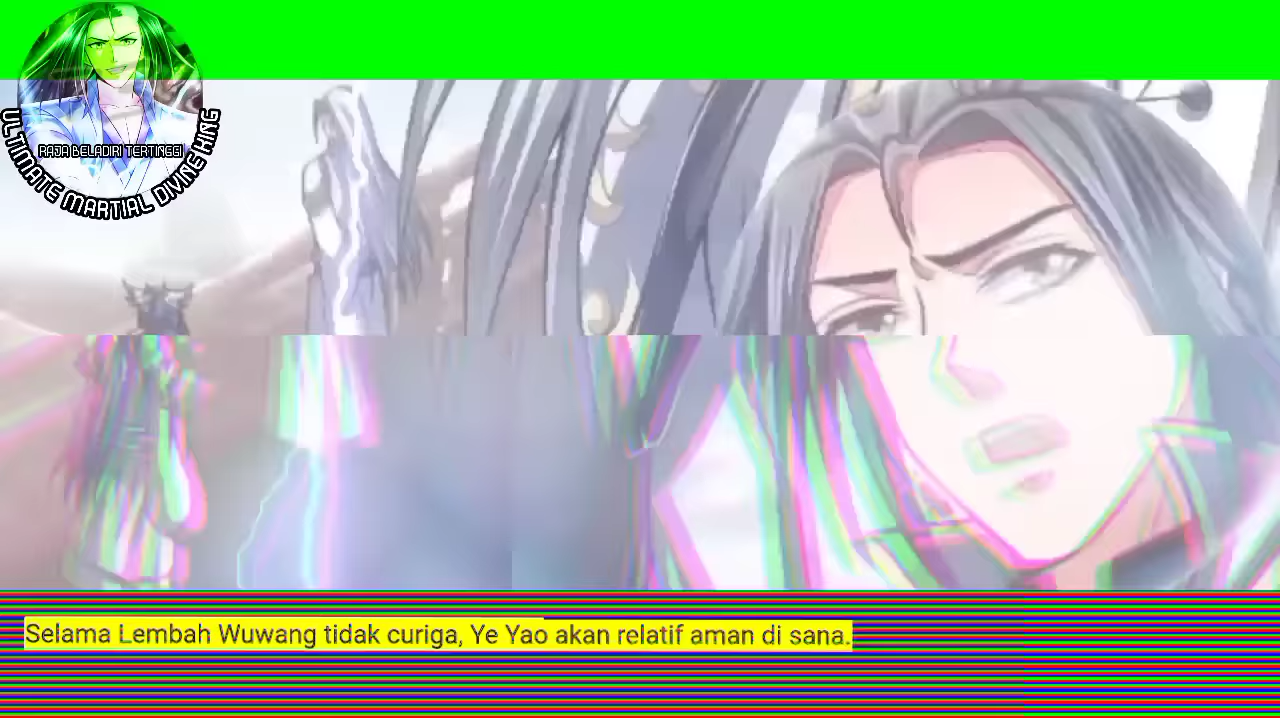 RAJA BELADIRI TERTINGGI
ULTIMATE MARTIAL DIVINE KING
Selama Lembah Wuwang tidak curiga, Ye Yao akan relatif aman di sana.